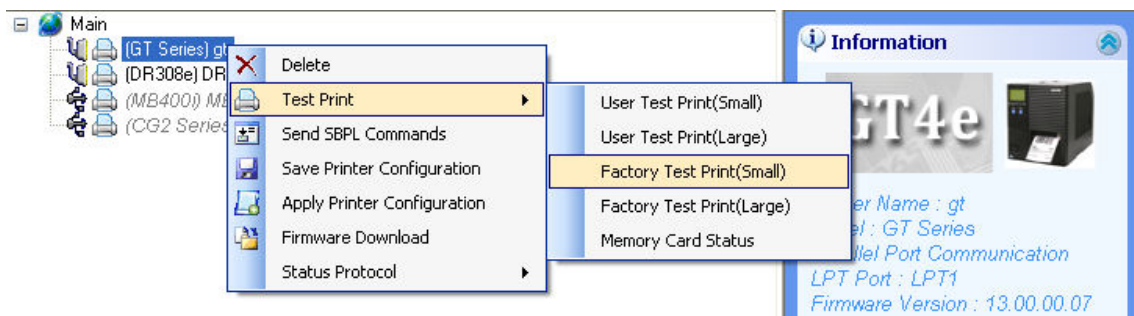 Main
(GT Series) gt
(DR308e) DR
(MB400i)
(CG2 Series
Delete
Test Print
Send SBPL Commands
Save Printer Configuration
Apply Printer Configuration
Firmware Download
Status Protocol
User Test Print(Small)
User Test Print(Large)
Factory Test Print(Small)
Factory Test Print(Large)
Memory Card Status
Information
GT4e
Name : gt
: GT Series
Port Communication
LPT Port : LPT1
Firmware Version : 13.00.00.07